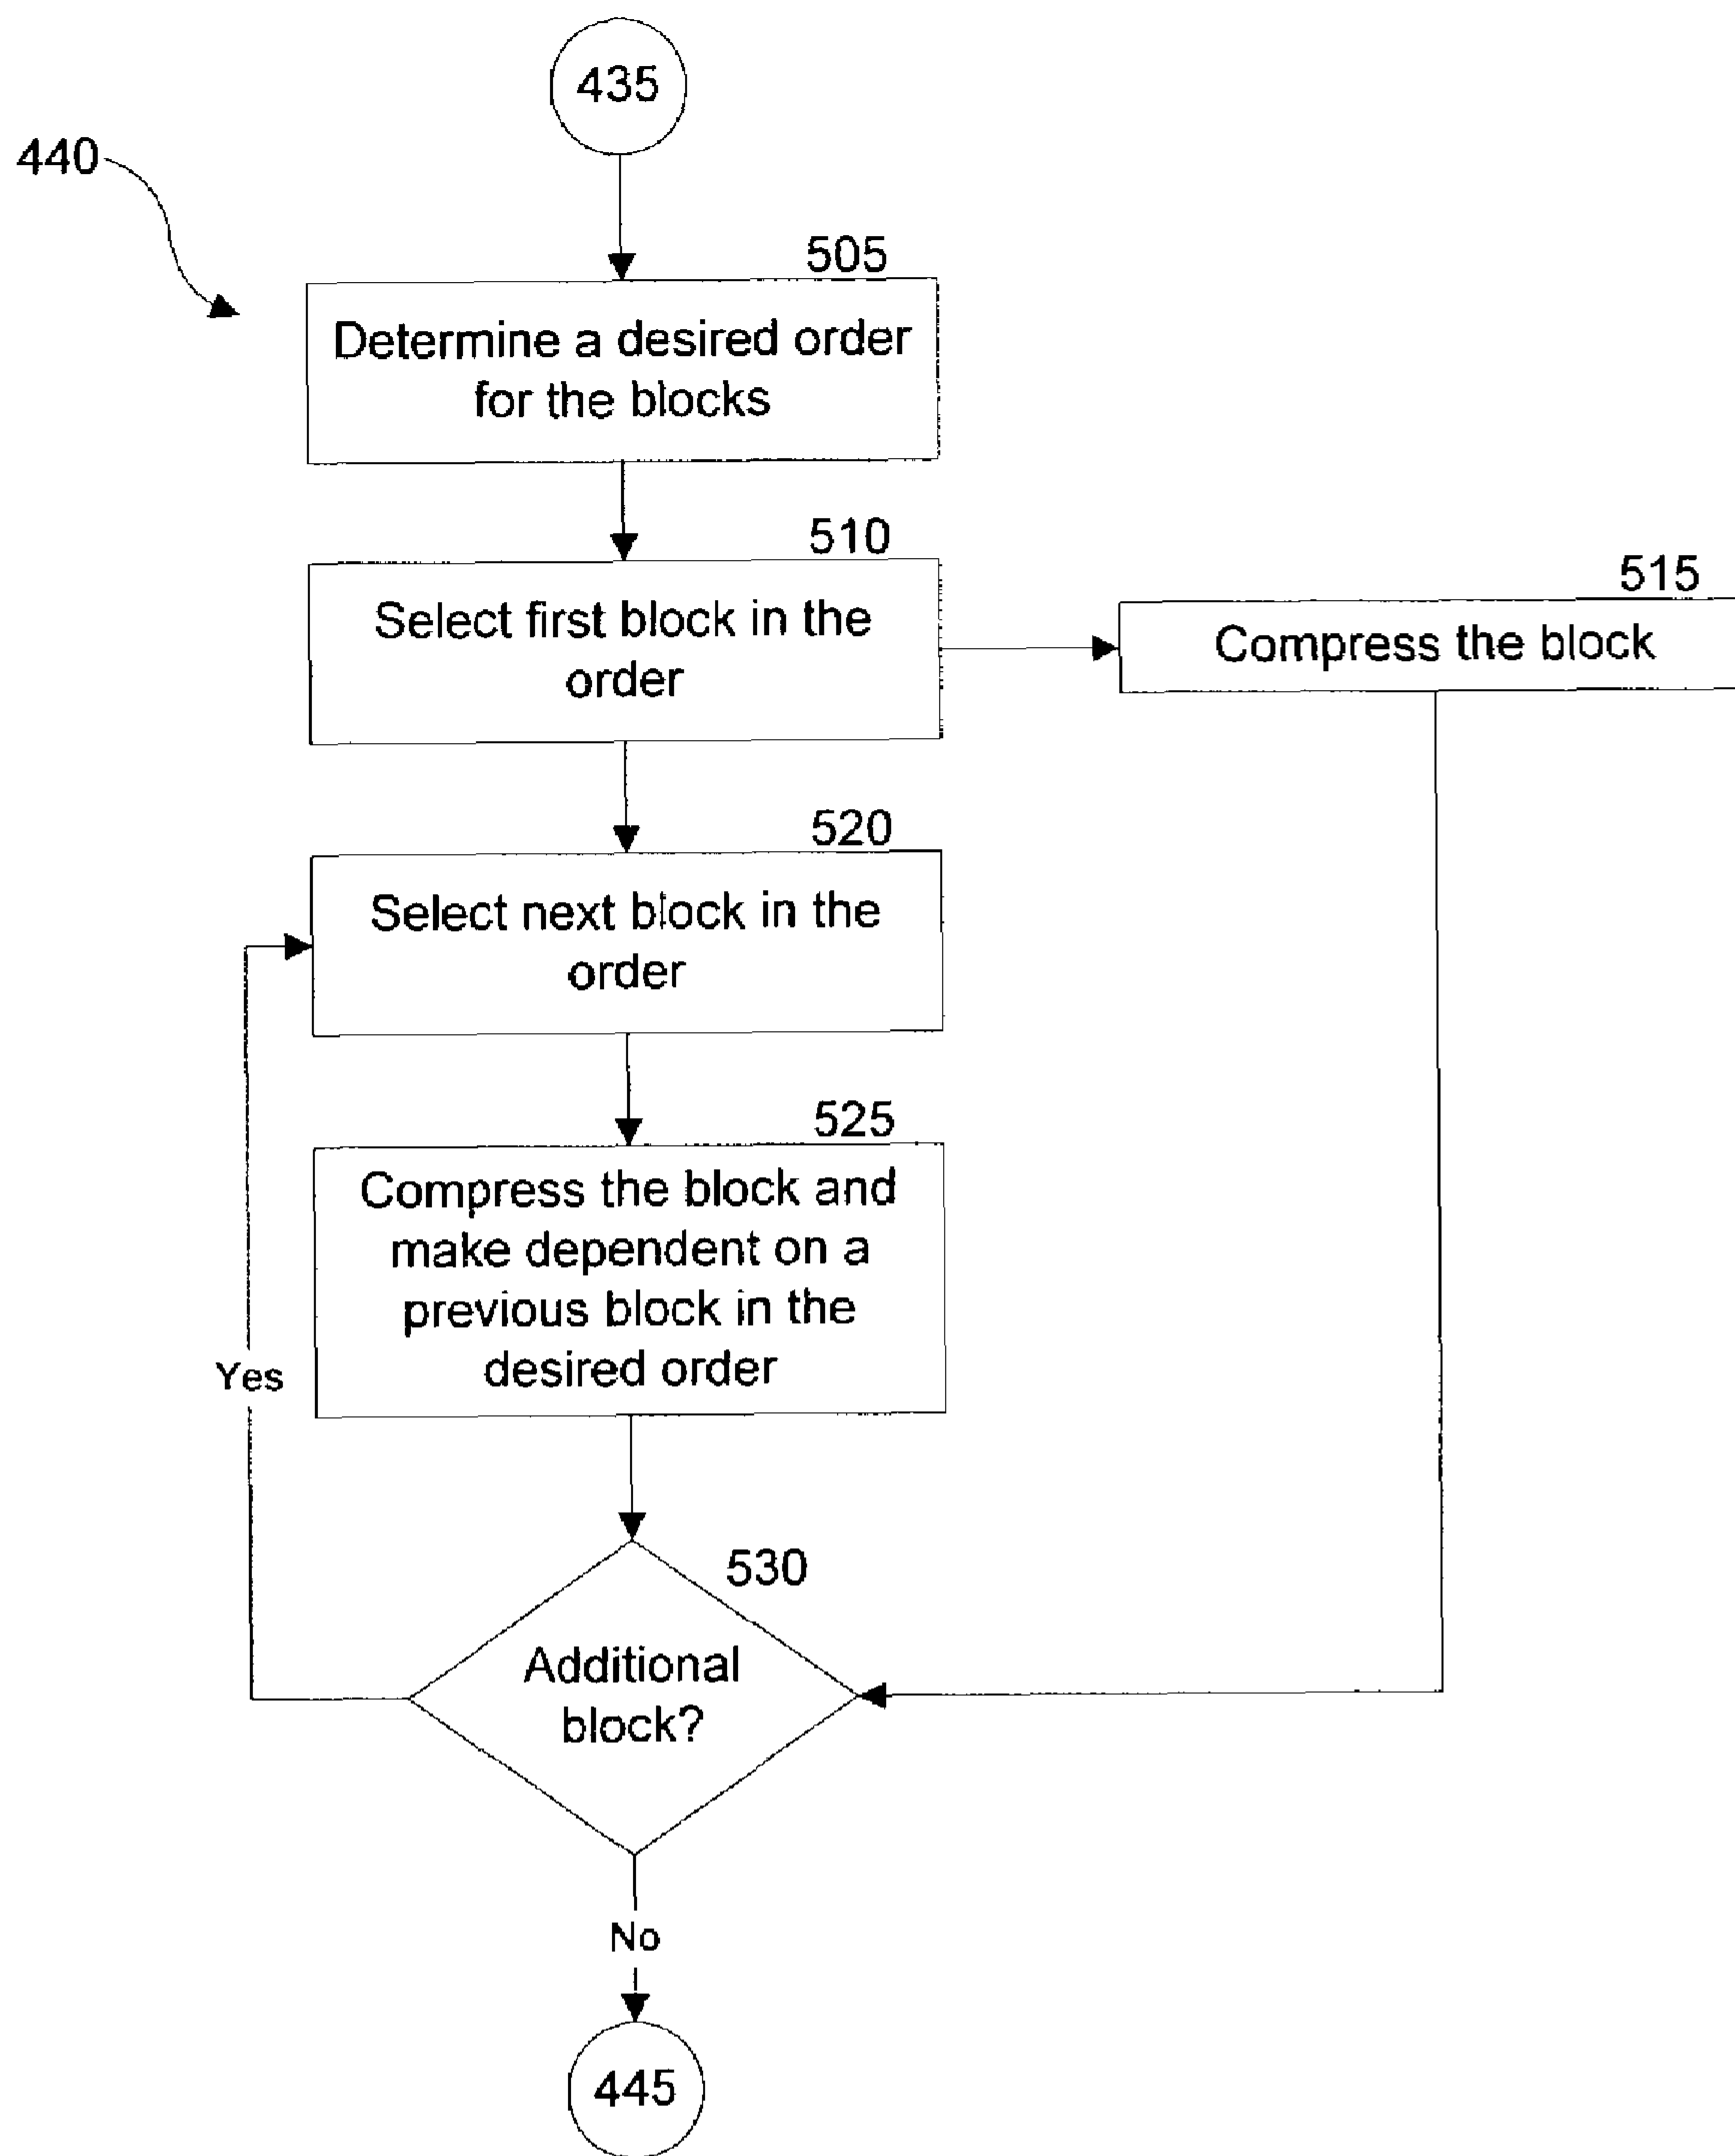 435
440
505
Determine a desired order
for the blocks
510
Select first block in the
order
515
Compress the block
520
Select next block in the
order
525
Compress the block and
make dependent on a
previous block in the
desired order
Yes
530
Additional
block?
No
445